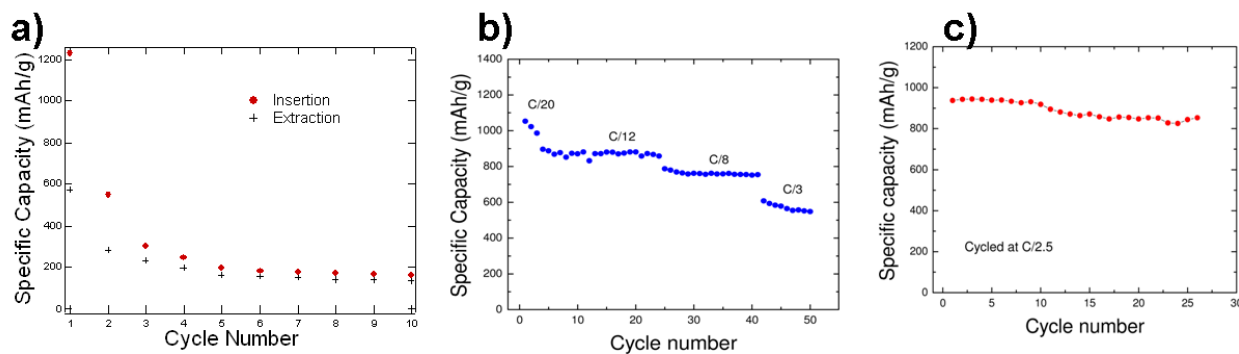 a)
Specific Capacity (mAh/g)
1200
1000
800
600
400
200
0
Insertion
Extraction
1 2 3 4 5 6 7 8 9 10
Cycle Number
b)
Specific Capacity (mAh/g)
1400
1200
1000
800
600
400
200
0
C/20
C/12
C/8
C/3
0 10 20 30 40 50
Cycle number
c)
Specific capacity (mAh/g)
1200
1000
800
600
400
200
0
Cycled at C/2.5
0 5 10 15 20 25 30
Cycle number